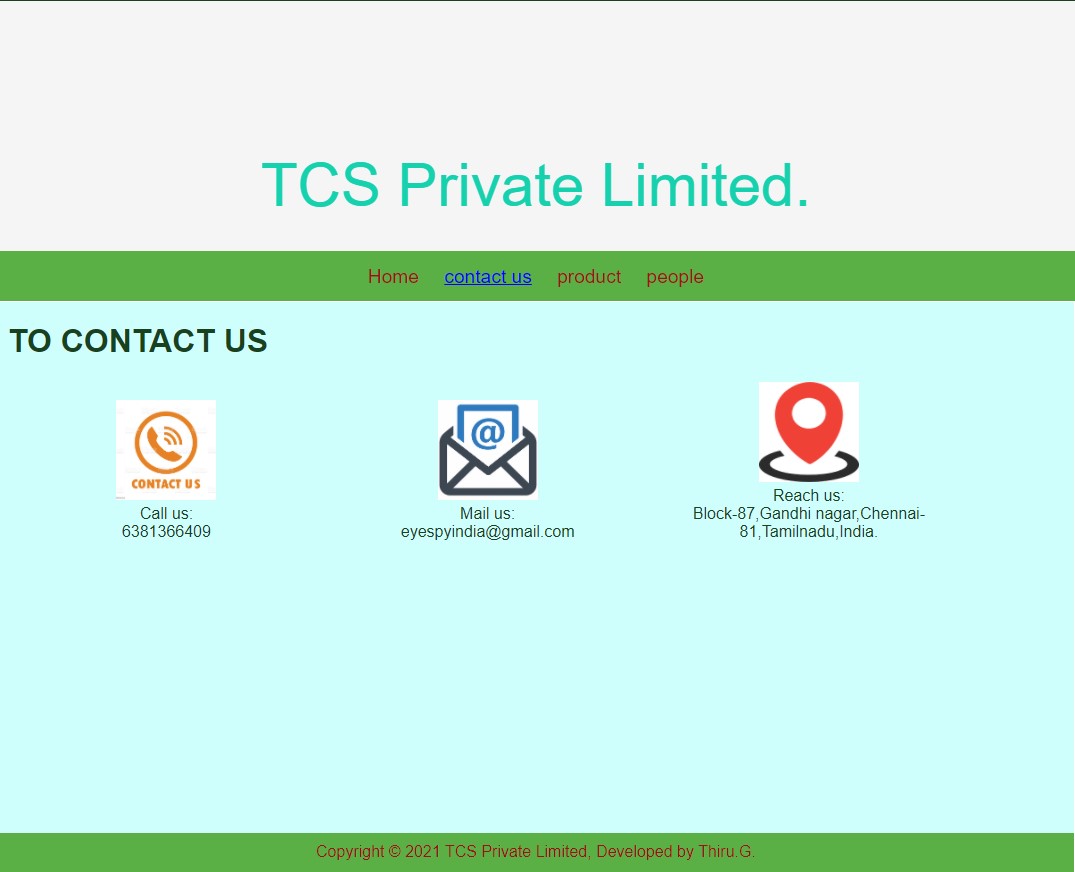 TCS Private Limited.
Home contact us product people
TO CONTACT US
CONTACT US
Call us:
6381366409
@
Mail us:
eyespyindia@gmail.com
Reach us:
Block-87,Gandhi nagar,Chennai-
81,Tamilnadu,India.
Copyright © 2021 TCS Private Limited, Developed by Thiru.G.